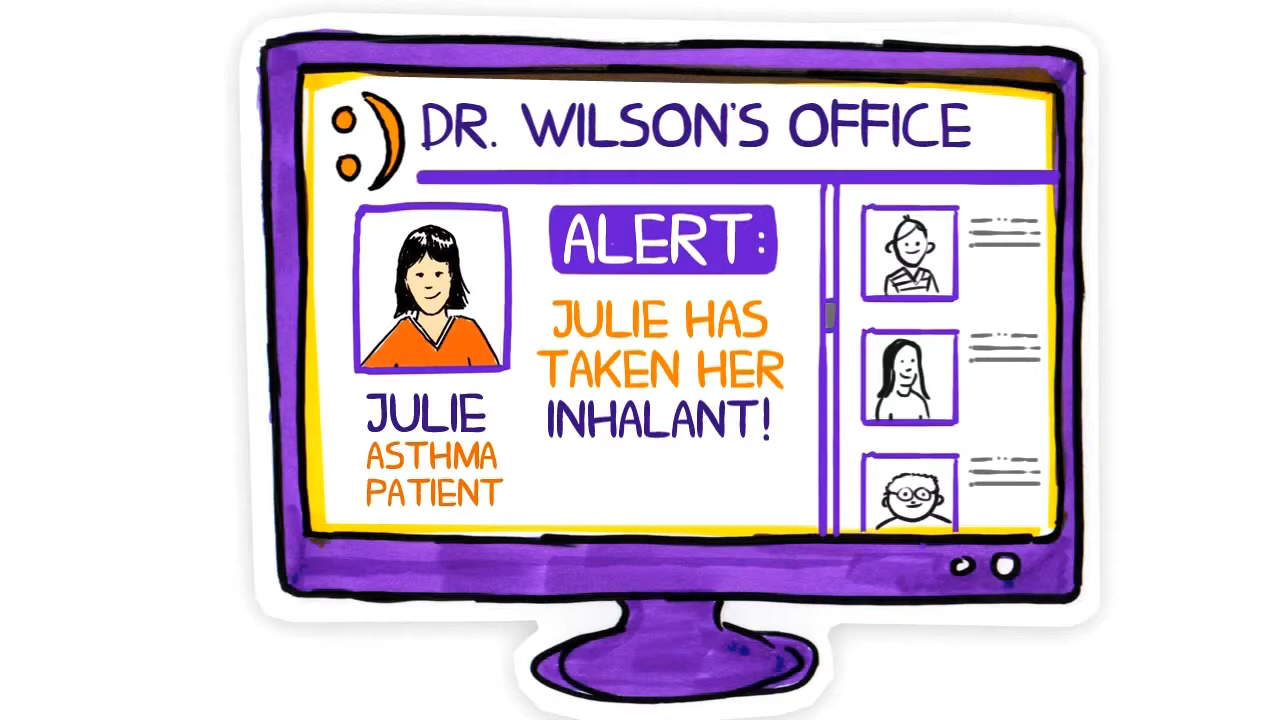 DR. WILSON'S OFFICE
ALERT:
JULIE HAS
TAKEN HER
INHALANT!
JULIE
ASTHMA
PATIENT